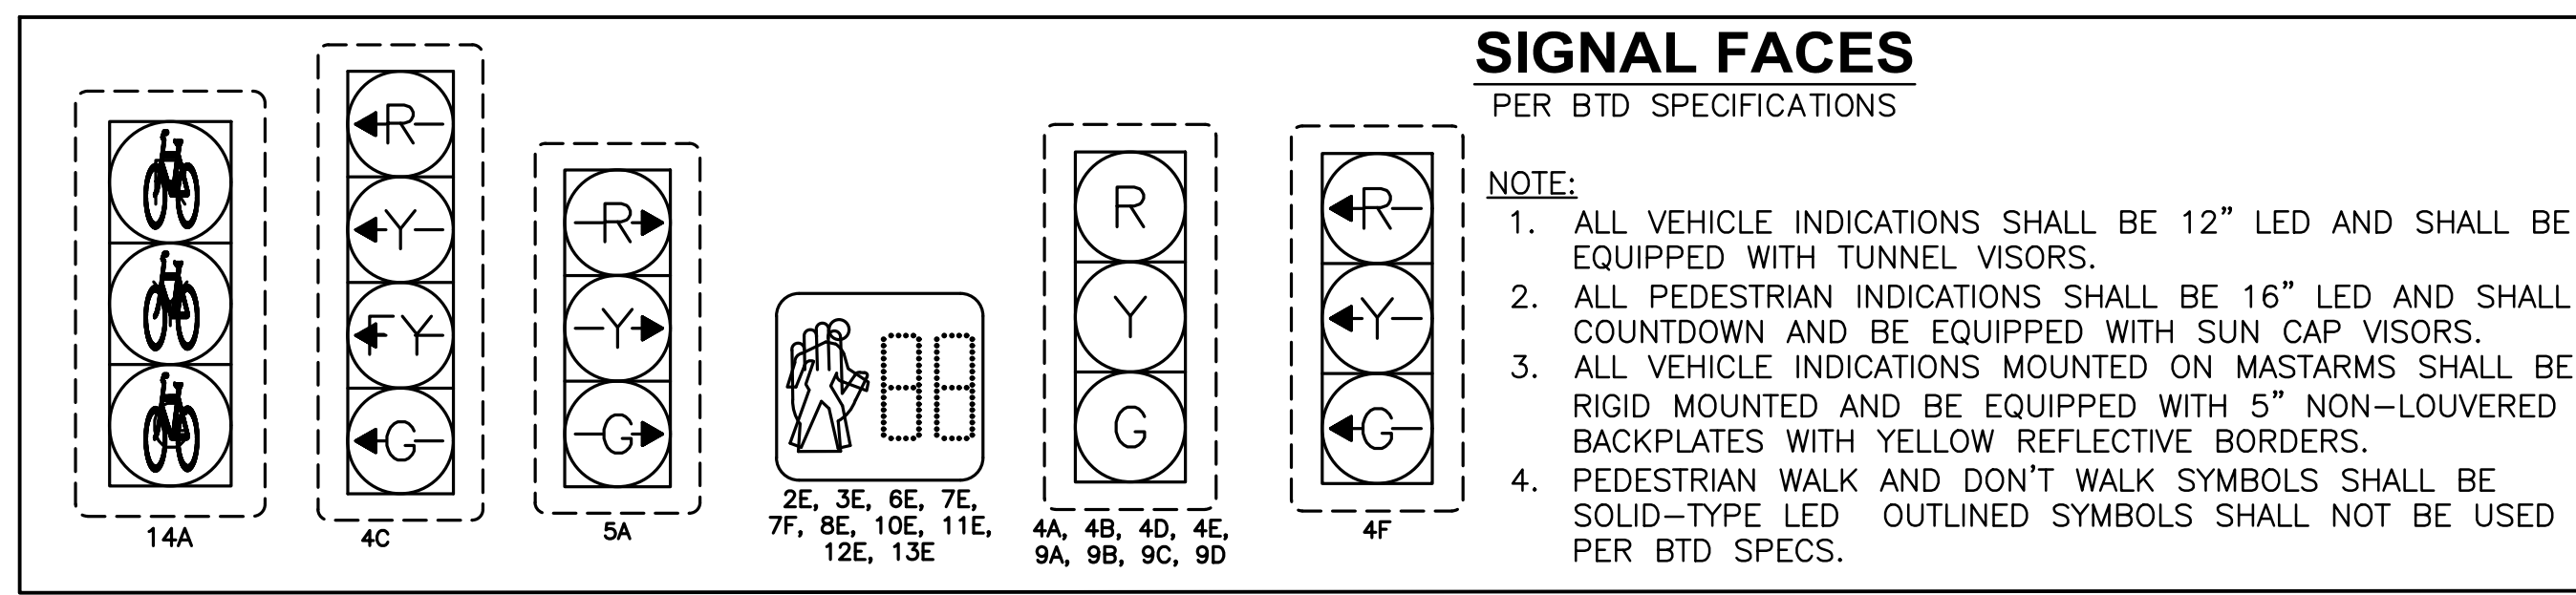 SIGNAL FACES
PER BTD SPECIFICATIONS
NOTE:
1. ALL VEHICLE INDICATIONS SHALL BE 12" LED AND SHALL BE
EQUIPPED WITH TUNNEL VISORS.
2. ALL PEDESTRIAN INDICATIONS SHALL BE 16" LED AND SHALL
COUNTDOWN AND BE EQUIPPED WITH SUN CAP VISORS.
3. ALL VEHICLE INDICATIONS MOUNTED ON MASTARMS SHALL BE
RIGID MOUNTED AND BE EQUIPPED WITH 5" NON-LOUVERED
BACKPLATES WITH YELLOW REFLECTIVE BORDERS.
4. PEDESTRIAN WALK AND DON'T WALK SYMBOLS SHALL BE
SOLID-TYPE LED OUTLINED SYMBOLS SHALL NOT BE USED
PER BTD SPECS.
14A
R
Y
FY
G
4C
R
Y
G
5A
88
2E, 3E, 6E, 7E,
7F, 8E, 10E, 11E,
12E, 13E
R
Y
G
4A, 4B, 4D, 4E,
9A, 9B, 9C, 9D
R
Y
G
4F